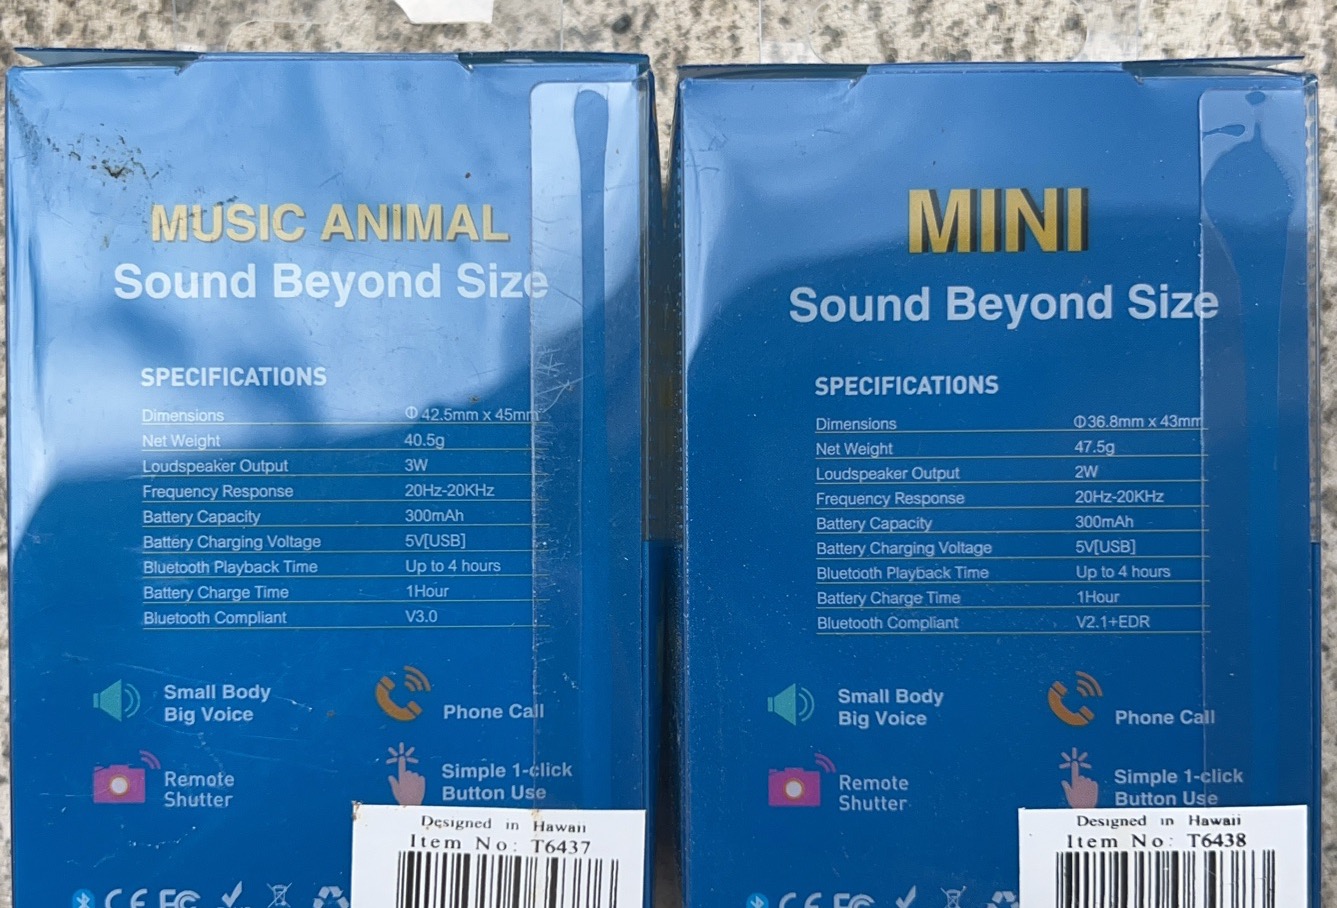 MUSIC ANIMAL
Sound Beyond Size
SPECIFICATIONS
Dimensions Φ 42.5mm x 45mm
Net Weight 40.5g
Loudspeaker Output 3W
Frequency Response 20Hz-20KHz
Battery Capacity 300mAh
Battery Charging Voltage 5V[USB]
Bluetooth Playback Time Up to 4 hours
Battery Charge Time 1Hour
Bluetooth Compliant V3.0
Small Body
Big Voice
Phone Call
Remote
Shutter
Simple 1-click
Button Use
Designed in Hawaii
Item No: T6437
CE FC
MINI
Sound Beyond Size
SPECIFICATIONS
Dimensions Φ36.8mm x 43mm
Net Weight 47.5g
Loudspeaker Output 2W
Frequency Response 20Hz-20KHz
Battery Capacity 300mAh
Battery Charging Voltage 5V[USB]
Bluetooth Playback Time Up to 4 hours
Battery Charge Time 1Hour
Bluetooth Compliant V2.1+EDR
Small Body
Big Voice
Phone Call
Remote
Shutter
Simple 1-click
Button Use
Designed in Hawaii
Item No: T6438
CE FC